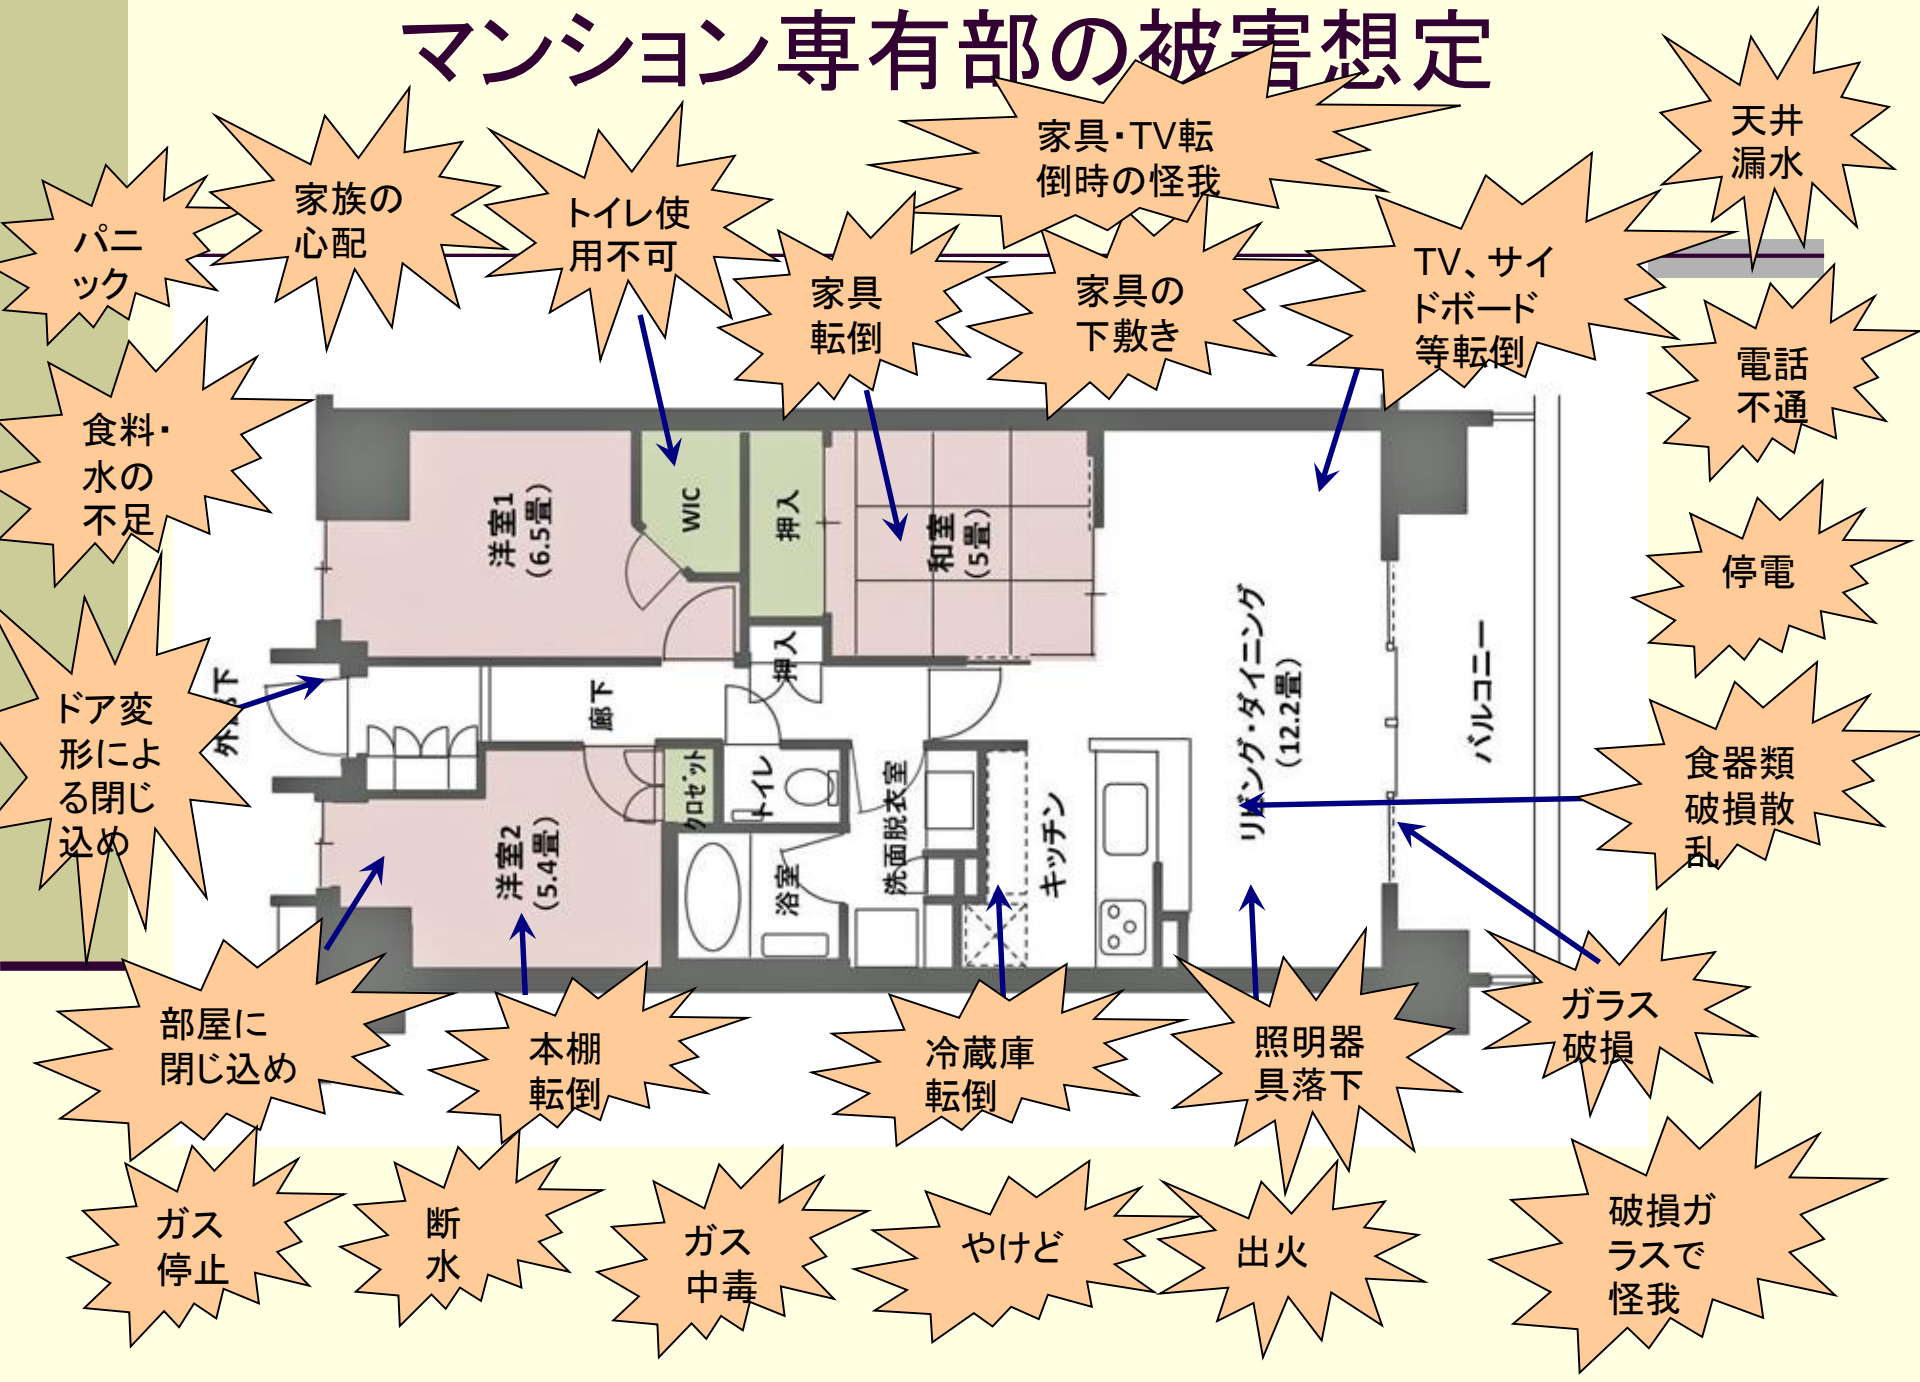 マンション専有部の被害想定
天井
漏水
家具・TV転
倒時の怪我
家族の
心配
トイレ使
用不可
パニ
ック
家具
転倒
家具の
下敷き
TV、サイ
ドボード
等転倒
電話
不通
食料・
水の
不足
停電
ドア変
形によ
る閉じ
込め
食器類
破損散
乱
洋室1
(6.5畳)
WIC
押入
和室
(5畳)
押入
廊下
リビング・ダイニング
(12.2畳)
バルコニー
洋室2
(5.4畳)
クロゼット
トイレ
浴室
洗面脱衣室
キッチン
部屋に
閉じ込め
本棚
転倒
冷蔵庫
転倒
照明器
具落下
ガラス
破損
ガス
停止
断
水
ガス
中毒
やけど
出火
破損ガ
ラスで
怪我